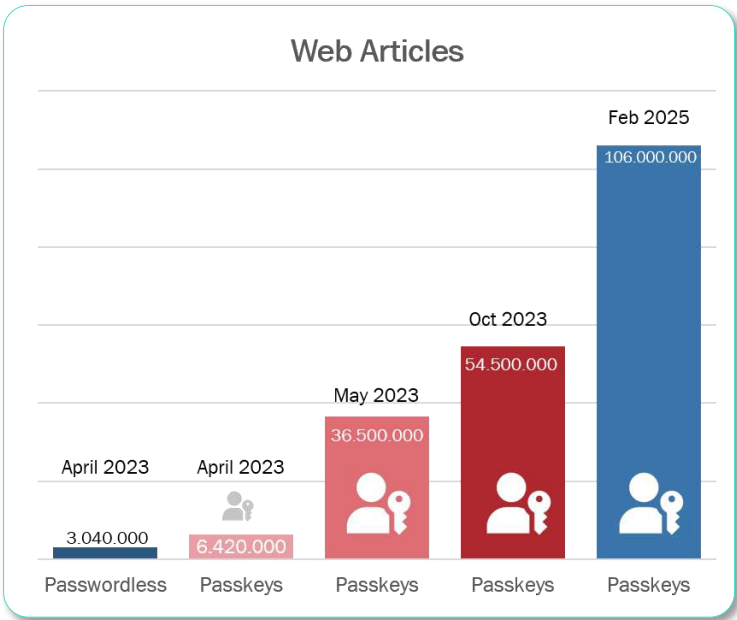 Web Articles
Feb 2025
106.000.000
Oct 2023
54.500.000
May 2023
36.500.000
April 2023
April 2023
3.040.000
6.420.000
Passwordless
Passkeys
Passkeys
Passkeys
Passkeys